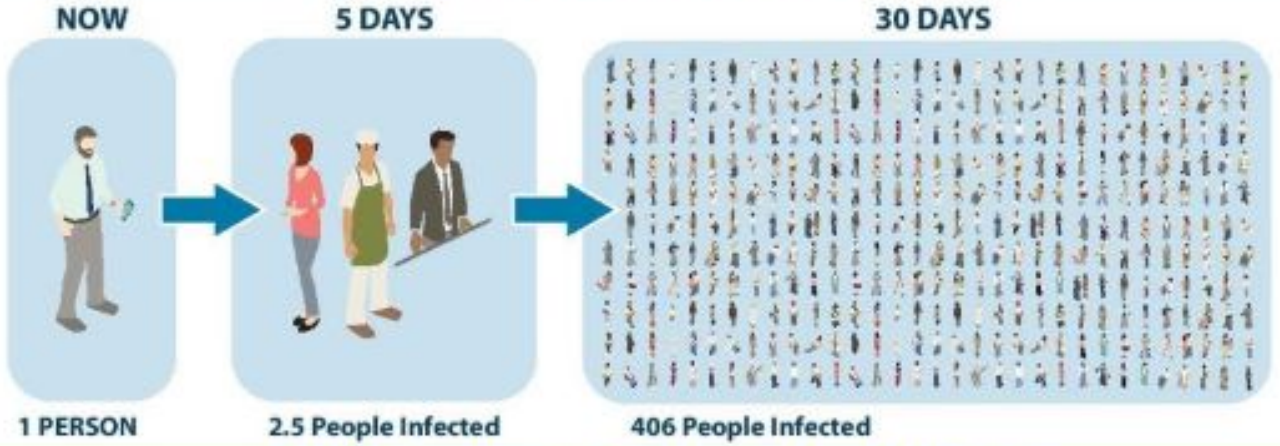 NOW
5 DAYS
30 DAYS
1 PERSON
2.5 People Infected
406 People Infected